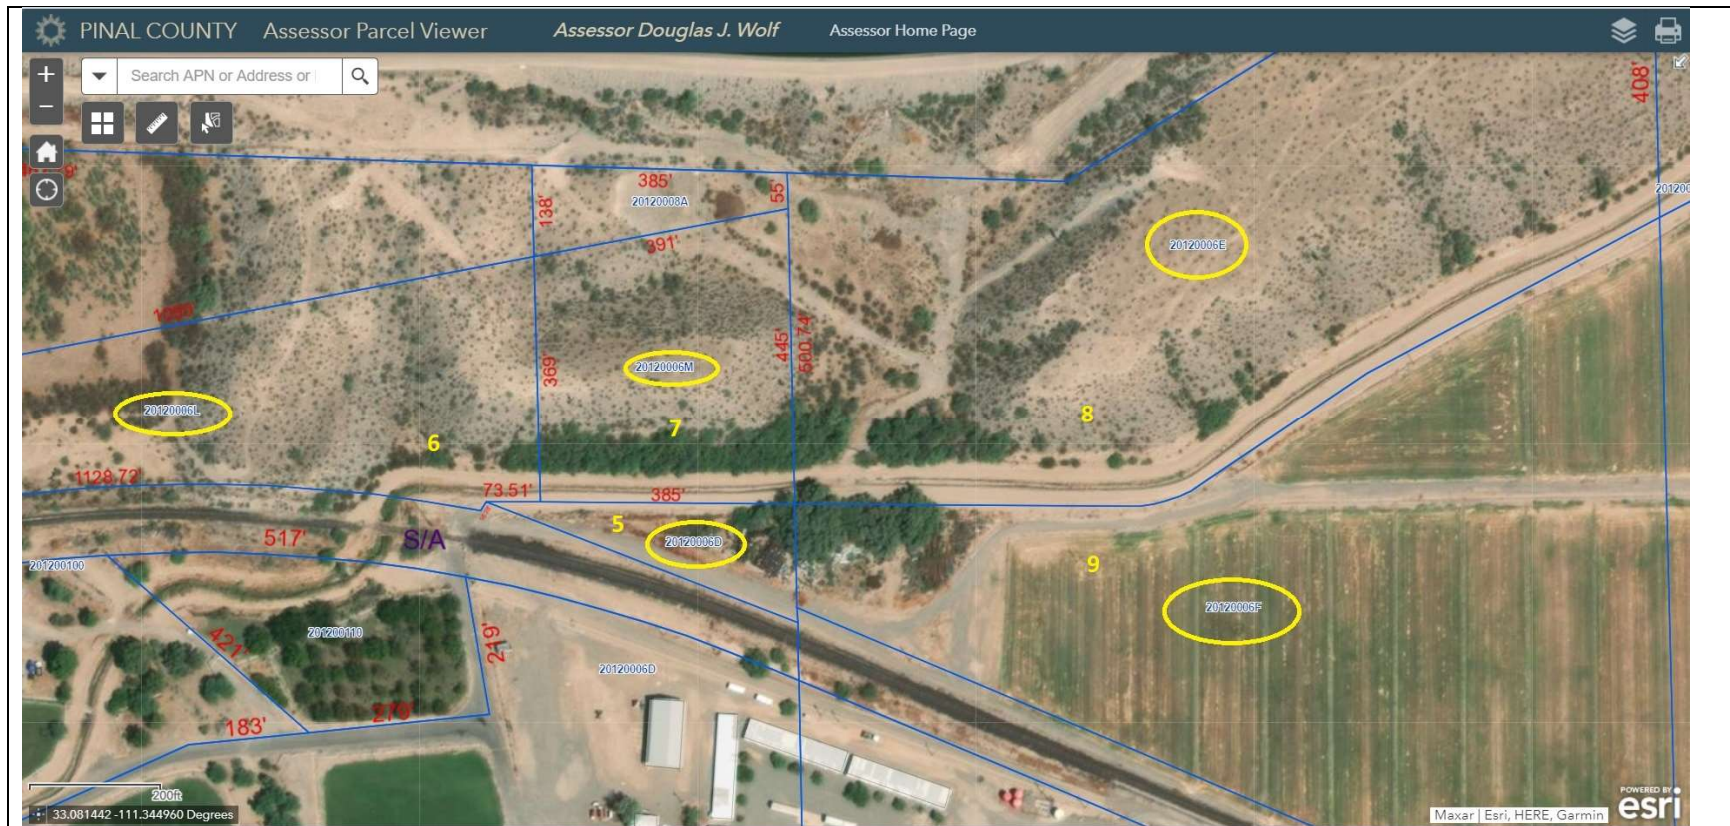 PINAL COUNTY Assessor Parcel Viewer Assessor Douglas J. Wolf Assessor Home Page
Search APN or Address or
408'
385'
20120008A
138'
55'
391'
20120006E
445'
500.74'
369'
20120006M
20120006L
6
7
8
1128.72'
73.51'
385'
5
20120006D
517'
S/A
9
201200100
20120006F
421'
201200110
219'
20120006D
183'
270'
200ft
33.081442 -111.344960 Degrees
Maxar | Esri, HERE, Garmin
POWERED BY
esri